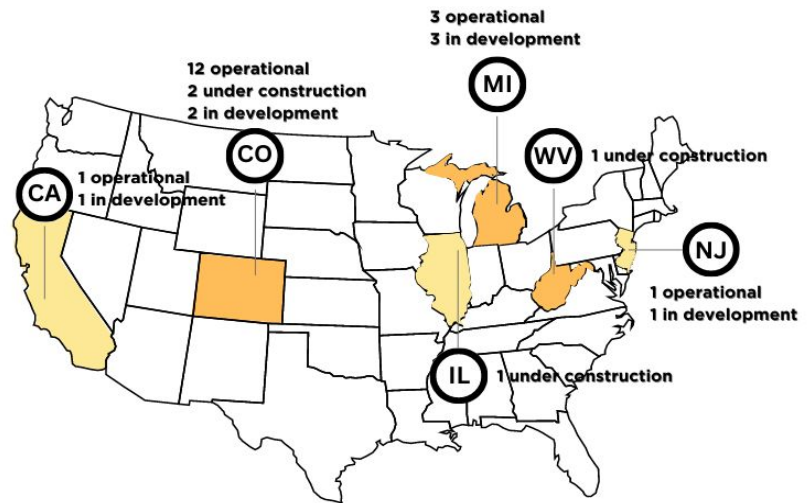 3 operational
3 in development
MI
12 operational
2 under construction
2 in development
CO
WV
1 under construction
CA
1 operational
1 in development
NJ
1 operational
1 in development
IL
1 under construction